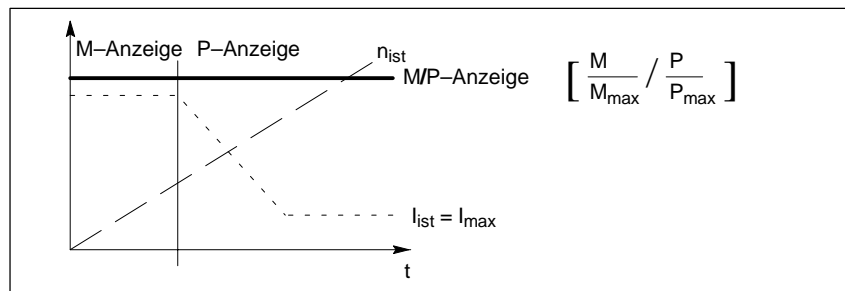 M–Anzeige P–Anzeige
n_ist
M/P–Anzeige [ M/M_max / P/P_max ]
I_ist = I_max
t